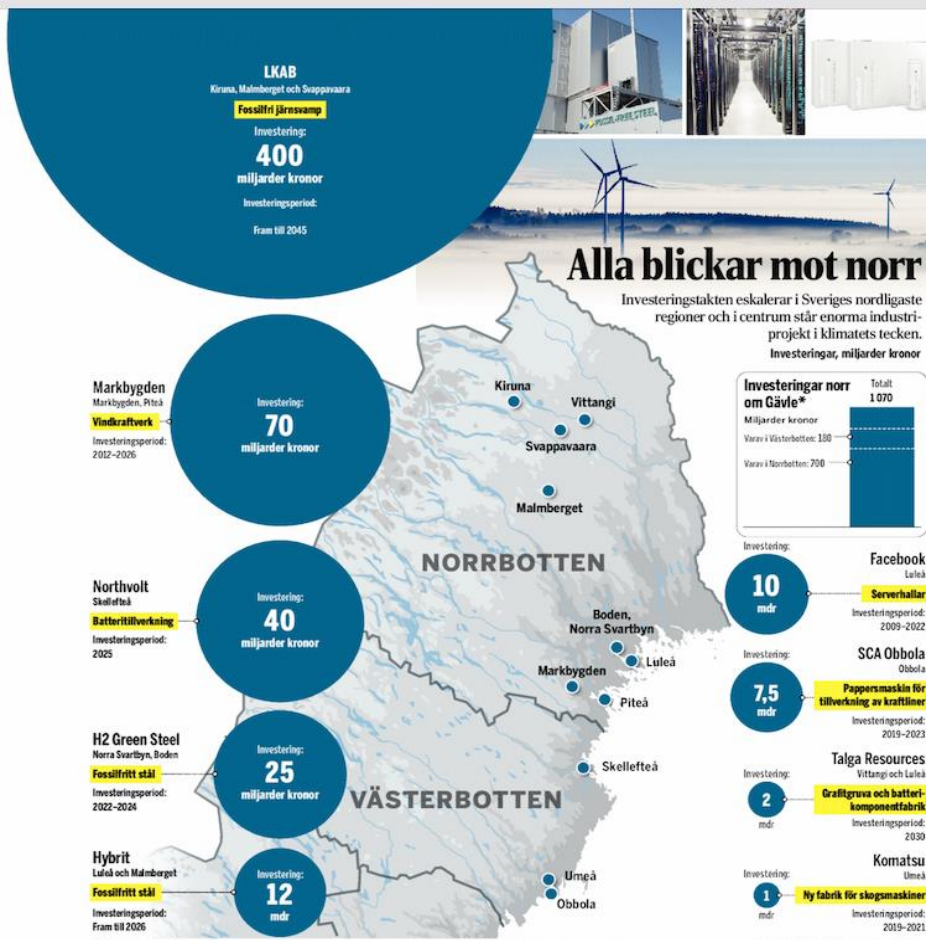 LKAB
Kiruna, Malmberget och Svappavaara
Fossilfri järnsvamp
Investering:
400
miljarder kronor
Investeringsperiod:
Fram till 2045
FOSSIL-FREE STEEL
Alla blickar mot norr
Investeringstakten eskalerar i Sveriges nordligaste
regioner och i centrum står enorma industri-
projekt i klimatets tecken.
Investeringar, miljarder kronor
Investeringar norr
om Gävle*
Miljarder kronor
Totalt
1 070
Varav i Västerbotten: 180
Varav i Norrbotten: 700
Markbygden
Markbygden, Piteå
Vindkraftverk
Investeringsperiod:
2012–2026
Investering:
70
miljarder kronor
Northvolt
Skellefteå
Batteritillverkning
Investeringsperiod:
2025
Investering:
40
miljarder kronor
H2 Green Steel
Norra Svartbyn, Boden
Fossilfritt stål
Investeringsperiod:
2022–2024
Investering:
25
miljarder kronor
Hybrit
Luleå och Malmberget
Fossilfritt stål
Investeringsperiod:
Fram till 2026
Investering:
12
mdr
Kiruna
Vittangi
Svappavaara
Malmberget
NORRBOTTEN
Boden,
Norra Svartbyn
Luleå
Markbygden
Piteå
Skellefteå
VÄSTERBOTTEN
Umeå
Obbola
Investering:
10
mdr
Facebook
Luleå
Serverhallar
Investeringsperiod:
2009–2022
Investering:
7,5
mdr
SCA Obbola
Obbola
Pappersmaskin för
tillverkning av kraftliner
Investeringsperiod:
2019–2023
Investering:
2
mdr
Talga Resources
Vittangi och Luleå
Grafitgruva och batteri-
komponentfabrik
Investeringsperiod:
2030
Investering:
1
mdr
Komatsu
Umeå
Ny fabrik för skogsmaskiner
Investeringsperiod:
2019–2021